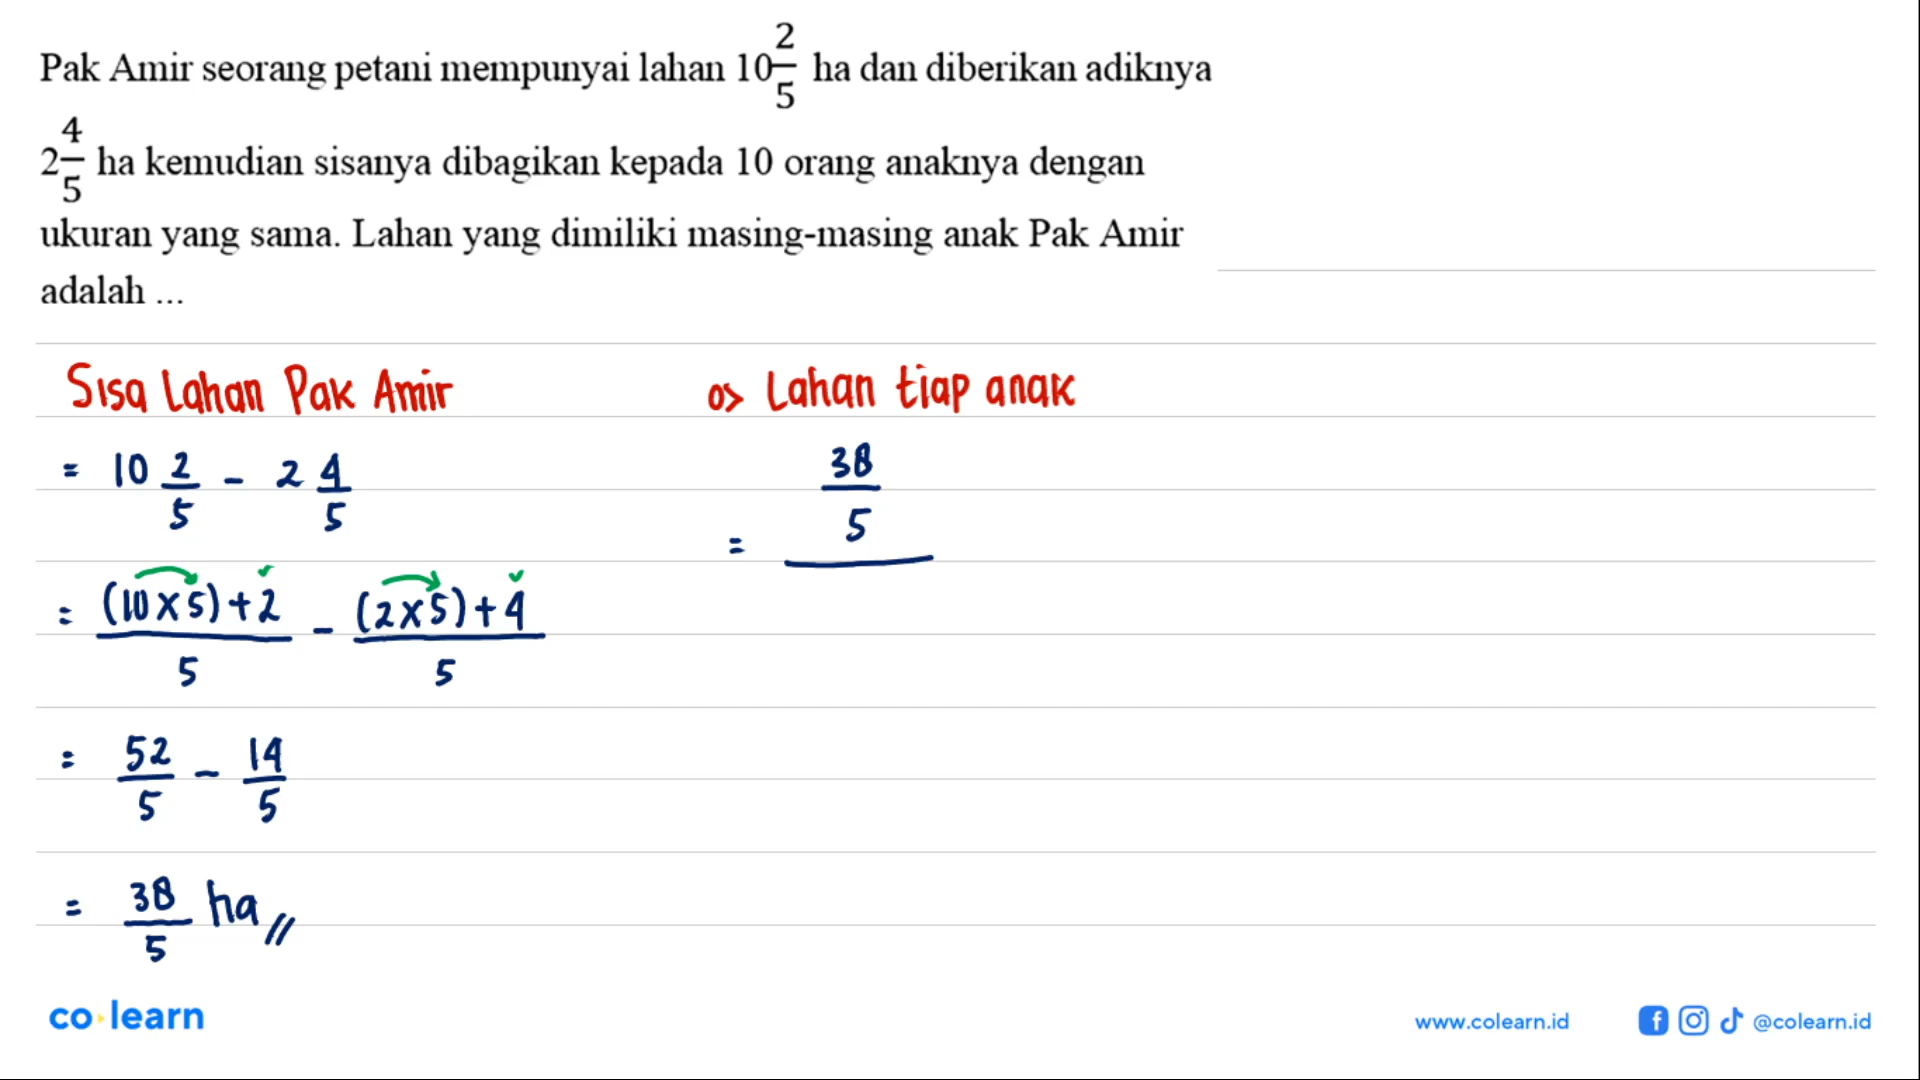 Pak Amir seorang petani mempunyai lahan 10 2/5 ha dan diberikan adiknya
2 4/5 ha kemudian sisanya dibagikan kepada 10 orang anaknya dengan
ukuran yang sama. Lahan yang dimiliki masing-masing anak Pak Amir
adalah ...
Sisa Lahan Pak Amir
= 10 2/5 - 2 4/5
= ((10 x 5) + 2)/5 - ((2 x 5) + 4)/5
= 52/5 - 14/5
= 38/5 ha //
o> Lahan tiap anak
= 38/5
co learn
www.colearn.id
@colearn.id